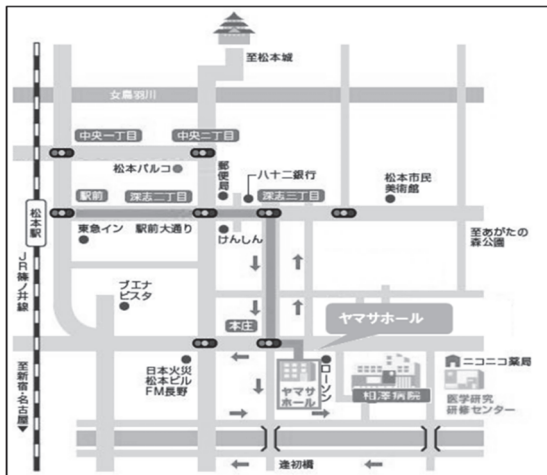 至松本城
女鳥羽川
中央一丁目
中央二丁目
松本パルコ
郵便局
八十二銀行
松本市民
美術館
駅前
深志二丁目
深志三丁目
松本駅
東急イン
駅前大通り
けんしん
至あがたの
森公園
JR篠ノ井線
ブエナ
ビスタ
本庄
ヤマサホール
至新宿・名古屋
日本火災
松本ビル
FM長野
ヤマサ
ホール
ローソン
相澤病院
ニコニコ薬局
医学研究
研修センター
逢初橋